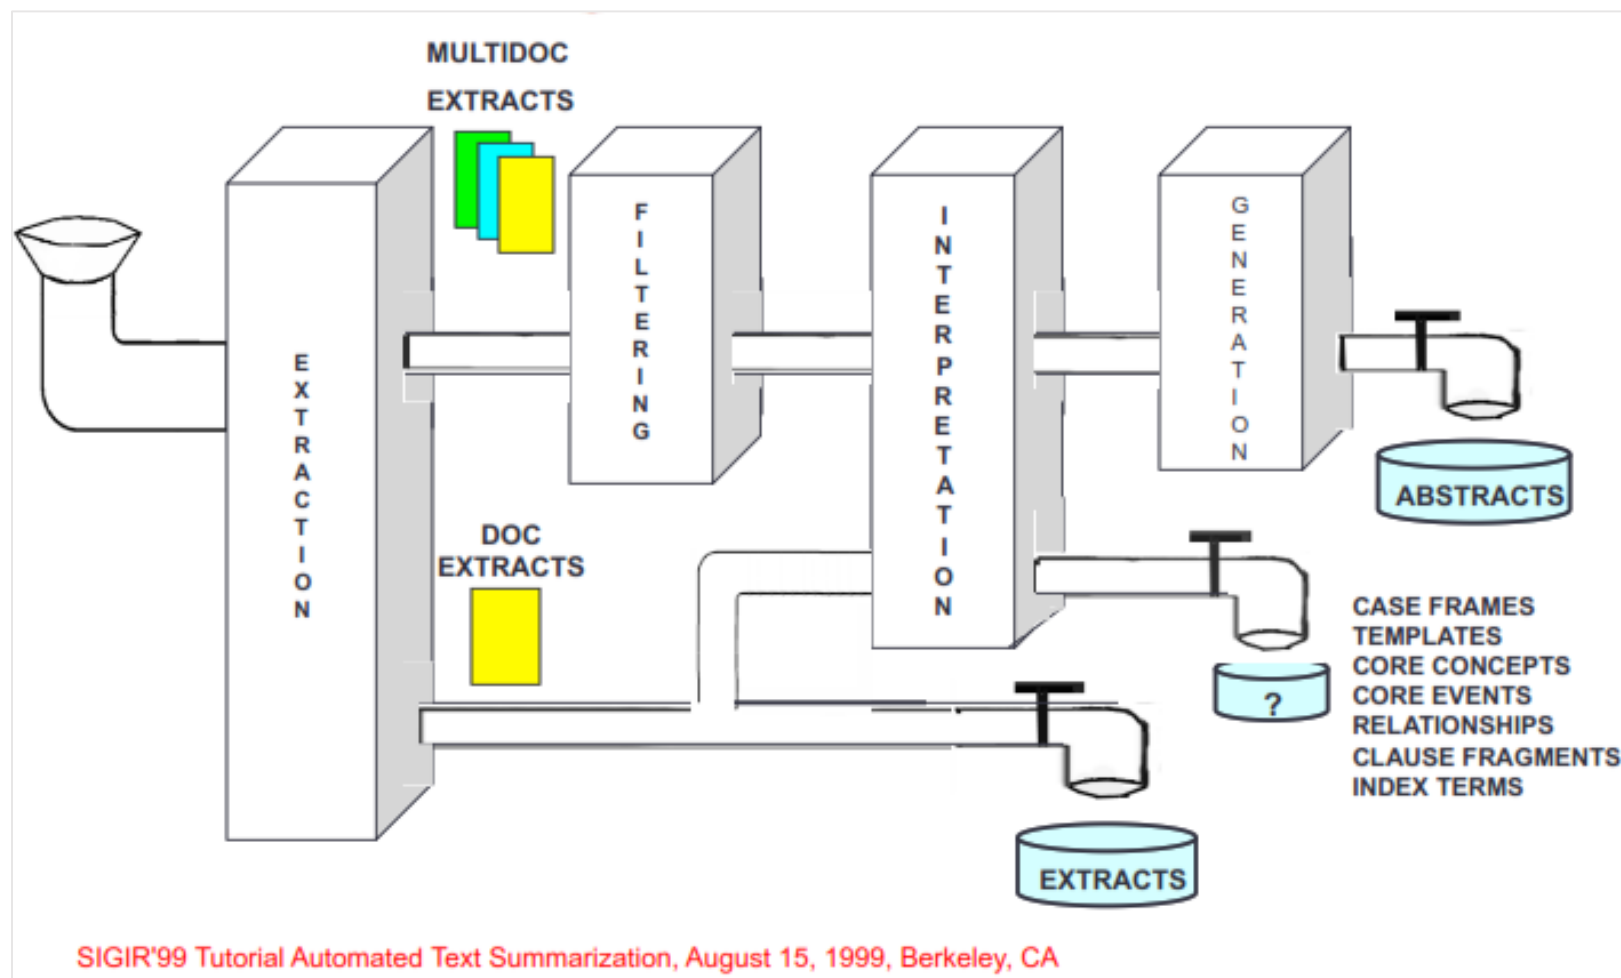 MULTIDOC
EXTRACTS
EXTRACTION
FILTERING
INTERPRETATION
GENERATION
ABSTRACTS
DOC
EXTRACTS
?
CASE FRAMES
TEMPLATES
CORE CONCEPTS
CORE EVENTS
RELATIONSHIPS
CLAUSE FRAGMENTS
INDEX TERMS
EXTRACTS
SIGIR'99 Tutorial Automated Text Summarization, August 15, 1999, Berkeley, CA